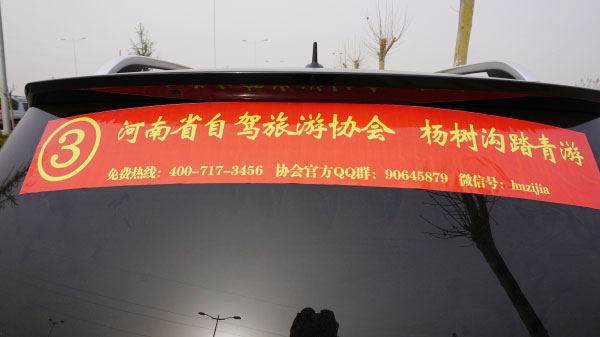 ③ 河南省自驾旅游协会 杨树沟踏青游
免费热线：400-717-3456 协会官方QQ群：90645879 微信号：hnzijia